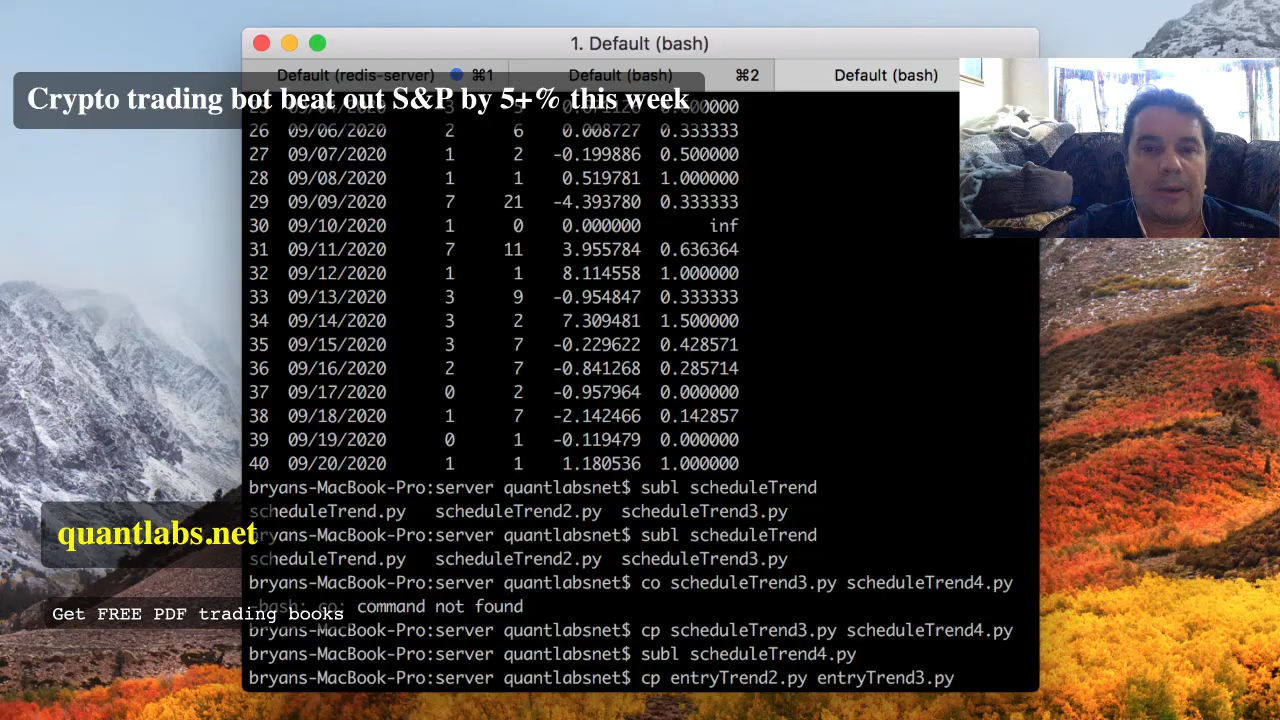 1. Default (bash)
Default (redis-server) ⌘1 Default (bash) ⌘2 Default (bash)
Crypto trading bot beat out S&P by 5+% this week
26 09/06/2020 2 6 0.008727 0.333333
27 09/07/2020 1 2 -0.199886 0.500000
28 09/08/2020 1 1 0.519781 1.000000
29 09/09/2020 7 21 -4.393780 0.333333
30 09/10/2020 1 0 0.000000 inf
31 09/11/2020 7 11 3.955784 0.636364
32 09/12/2020 1 1 8.114558 1.000000
33 09/13/2020 3 9 -0.954847 0.333333
34 09/14/2020 3 2 7.309481 1.500000
35 09/15/2020 3 7 -0.229622 0.428571
36 09/16/2020 2 7 -0.841268 0.285714
37 09/17/2020 0 2 -0.957964 0.000000
38 09/18/2020 1 7 -2.142466 0.142857
39 09/19/2020 0 1 -0.119479 0.000000
40 09/20/2020 1 1 1.180536 1.000000
bryans-MacBook-Pro:server quantlabsnet$ subl scheduleTrend
scheduleTrend.py scheduleTrend2.py scheduleTrend3.py
bryans-MacBook-Pro:server quantlabsnet$ subl scheduleTrend
quantlabs.net
scheduleTrend.py scheduleTrend2.py scheduleTrend3.py
bryans-MacBook-Pro:server quantlabsnet$ co scheduleTrend3.py scheduleTrend4.py
-bash: co: command not found
Get FREE PDF trading books
bryans-MacBook-Pro:server quantlabsnet$ cp scheduleTrend3.py scheduleTrend4.py
bryans-MacBook-Pro:server quantlabsnet$ subl scheduleTrend4.py
bryans-MacBook-Pro:server quantlabsnet$ cp entryTrend2.py entryTrend3.py